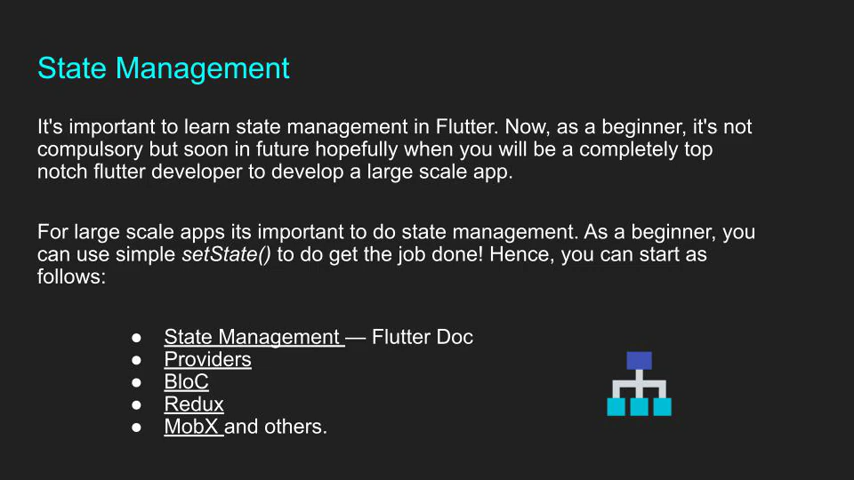 State Management
It's important to learn state management in Flutter. Now, as a beginner, it's not
compulsory but soon in future hopefully when you will be a completely top
notch flutter developer to develop a large scale app.
For large scale apps its important to do state management. As a beginner, you
can use simple setState() to do get the job done! Hence, you can start as
follows:
● State Management — Flutter Doc
● Providers
● BloC
● Redux
● MobX and others.